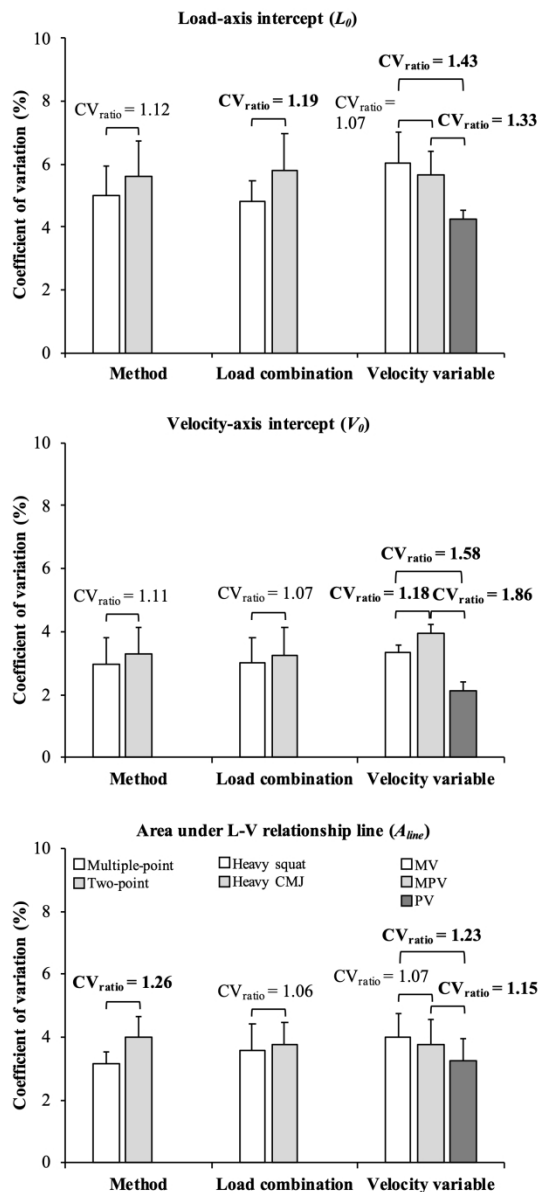 Load-axis intercept (L0)
10
8
6
4
2
0
Coefficient of variation (%)
CVratio = 1.12
CVratio = 1.19
CVratio = 1.43
CVratio =
1.07
CVratio = 1.33
Method
Load combination
Velocity variable
Velocity-axis intercept (V0)
10
8
6
4
2
0
Coefficient of variation (%)
CVratio = 1.11
CVratio = 1.07
CVratio = 1.58
CVratio = 1.18
CVratio = 1.86
Method
Load combination
Velocity variable
Area under L-V relationship line (Aline)
10
8
6
4
2
0
Coefficient of variation (%)
Multiple-point
Two-point
Heavy squat
Heavy CMJ
MV
MPV
PV
CVratio = 1.26
CVratio = 1.06
CVratio = 1.23
CVratio = 1.07
CVratio = 1.15
Method
Load combination
Velocity variable